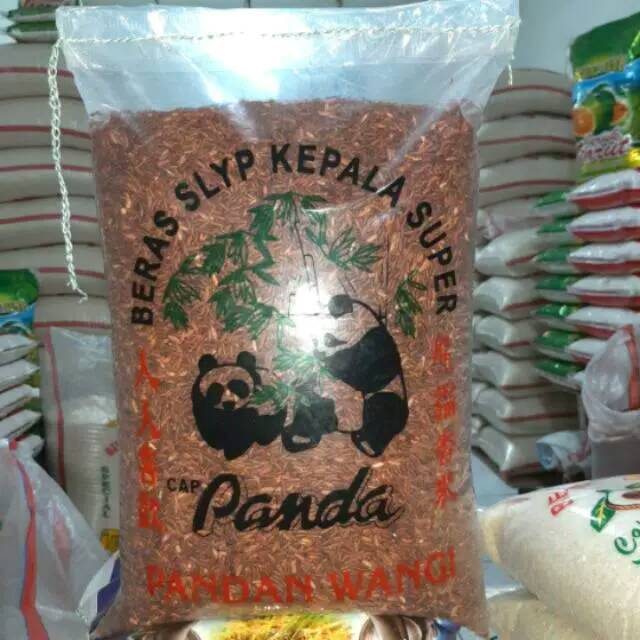 BERAS SLYP KEPALA SUPER
CAP Panda
PANDAN WANGI